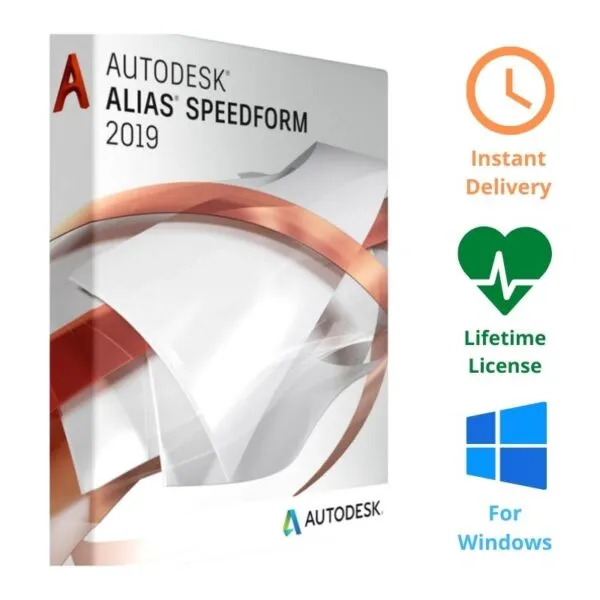 AUTODESK®
ALIAS® SPEEDFORM
2019
AUTODESK.
Instant
Delivery
Lifetime
License
For
Windows